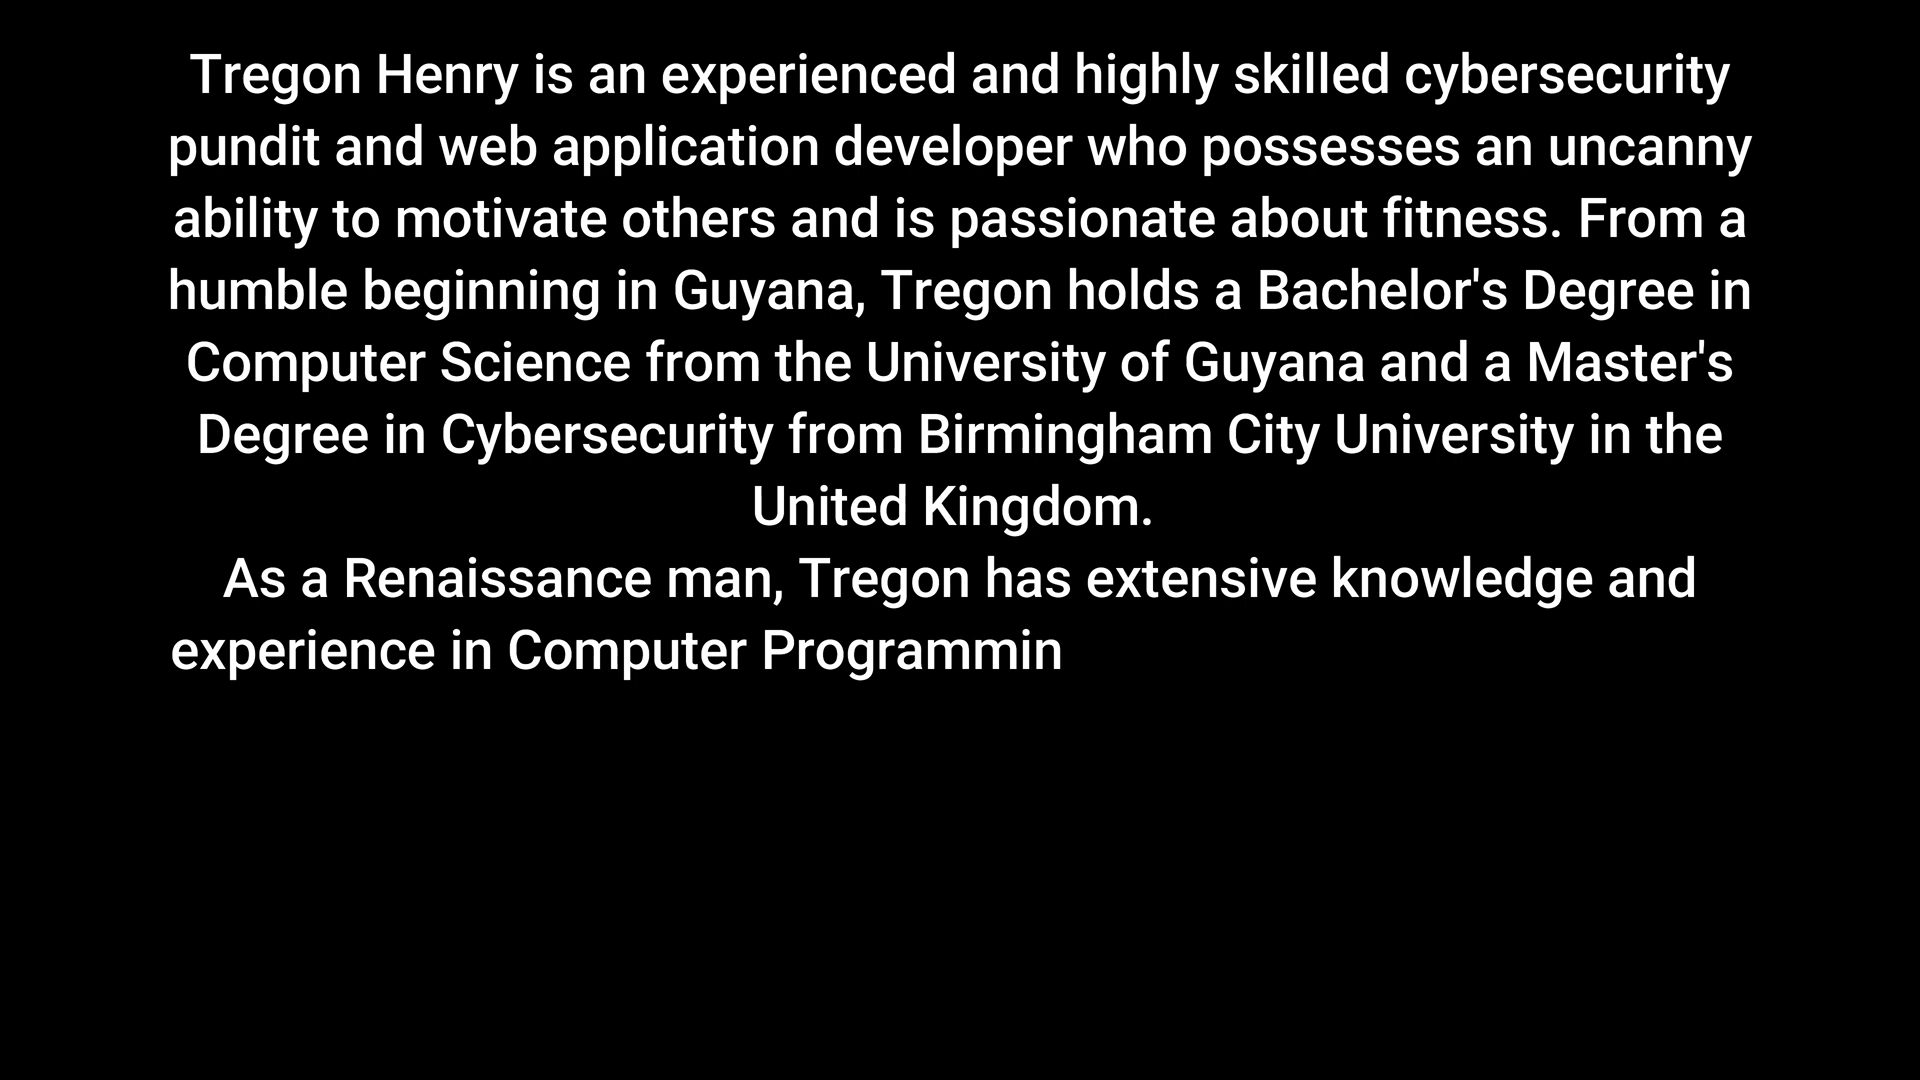 Tregon Henry is an experienced and highly skilled cybersecurity
pundit and web application developer who possesses an uncanny
ability to motivate others and is passionate about fitness. From a
humble beginning in Guyana, Tregon holds a Bachelor's Degree in
Computer Science from the University of Guyana and a Master's
Degree in Cybersecurity from Birmingham City University in the
United Kingdom.
As a Renaissance man, Tregon has extensive knowledge and
experience in Computer Programmin